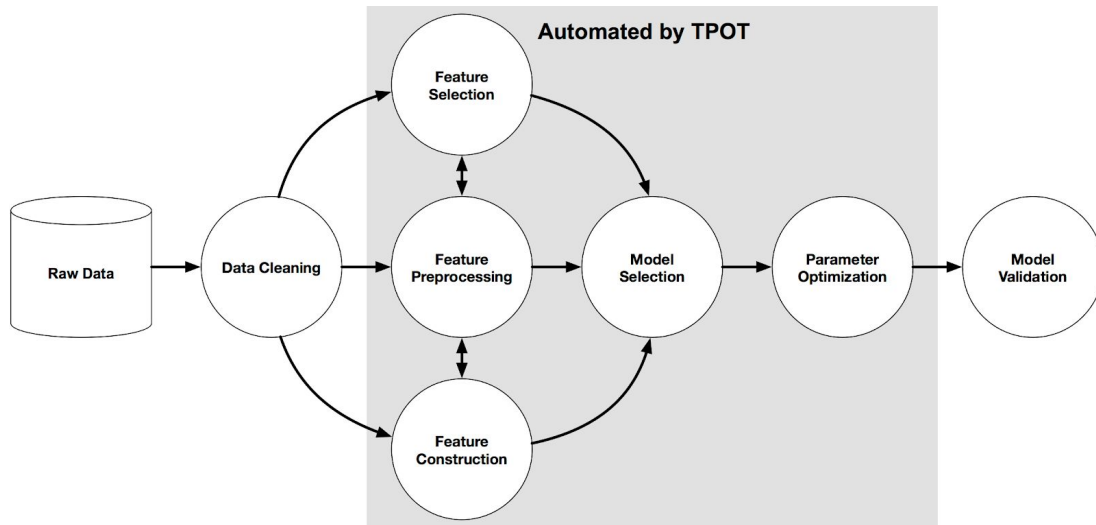 Automated by TPOT
Feature
Selection
Raw Data
Data Cleaning
Feature
Preprocessing
Model
Selection
Parameter
Optimization
Model
Validation
Feature
Construction